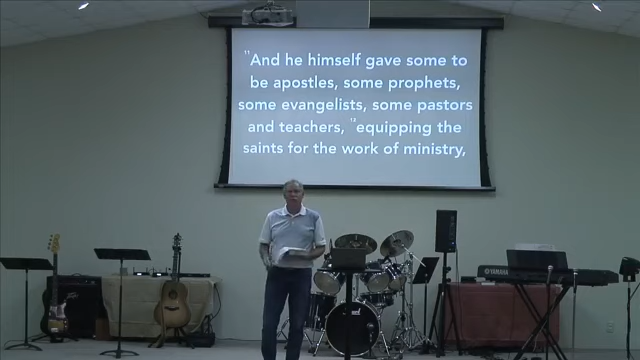 "And he himself gave some to
be apostles, some prophets,
some evangelists, some pastors
and teachers, "equipping the
saints for the work of ministry,
YAMAHA